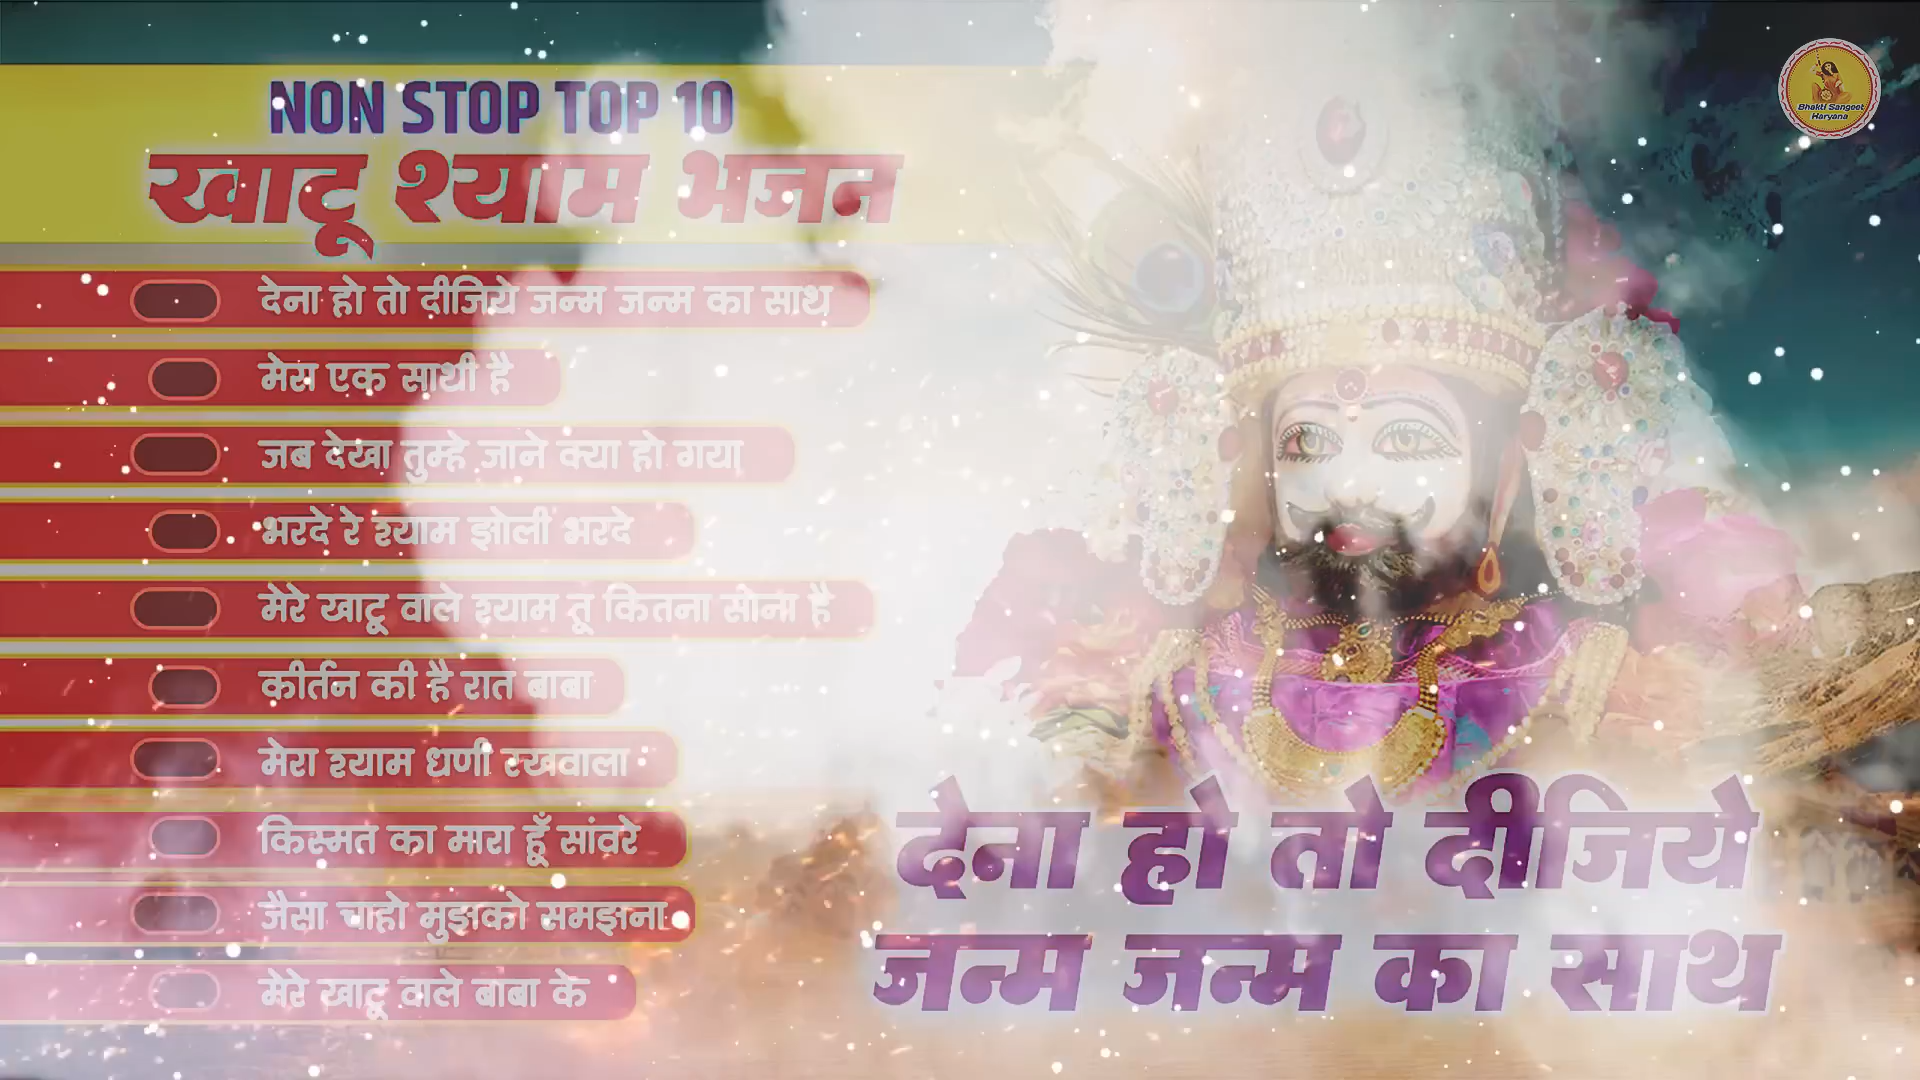 NON STOP TOP 10
खाटू श्याम भजन
देना हो तो दीजिये जन्म जन्म का साथ
मेरा एक साथी है
जब देखा तुम्हे जाने क्या हो गया
भरदे रे श्याम झोली भरदे
मेरे खाटू वाले श्याम तू कितना सोना है
कीर्तन की है रात बाबा
मेरा श्याम धणी रखवाला
किस्मत का मारा हूँ सांवरे
जैसा चाहो मुझको समझना
मेरे खाटू वाले बाबा के
Bhakti Sangeet
Haryana
देना हो तो दीजिये
जन्म जन्म का साथ